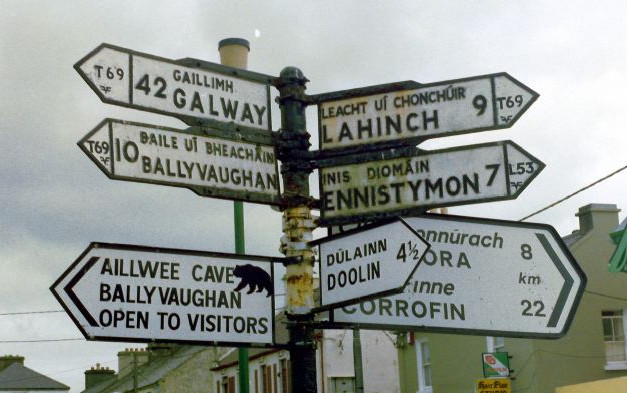 T69
42
GAILLIMH
GALWAY
T69
10
BAILE UÍ BHEACHÁIN
BALLYVAUGHAN
AILLWEE CAVE
BALLYVAUGHAN
OPEN TO VISITORS
LEACHT UÍ CHONCHÚIR
LAHINCH
9
T69
INIS DIOMÁIN
ENNISTYMON
7
L53
DÚLAINN
DOOLIN
4½
onnúrach 8
ORA km
inne
CORROFIN 22